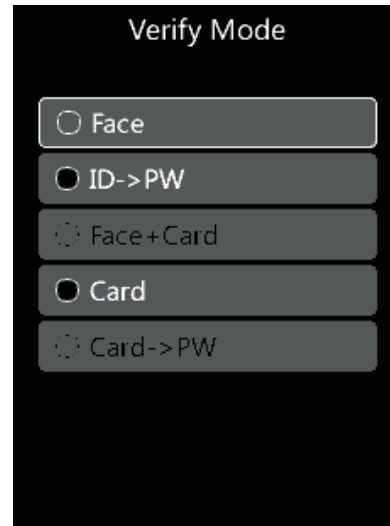 Verify Mode
Face
ID->PW
Face+Card
Card
Card->PW